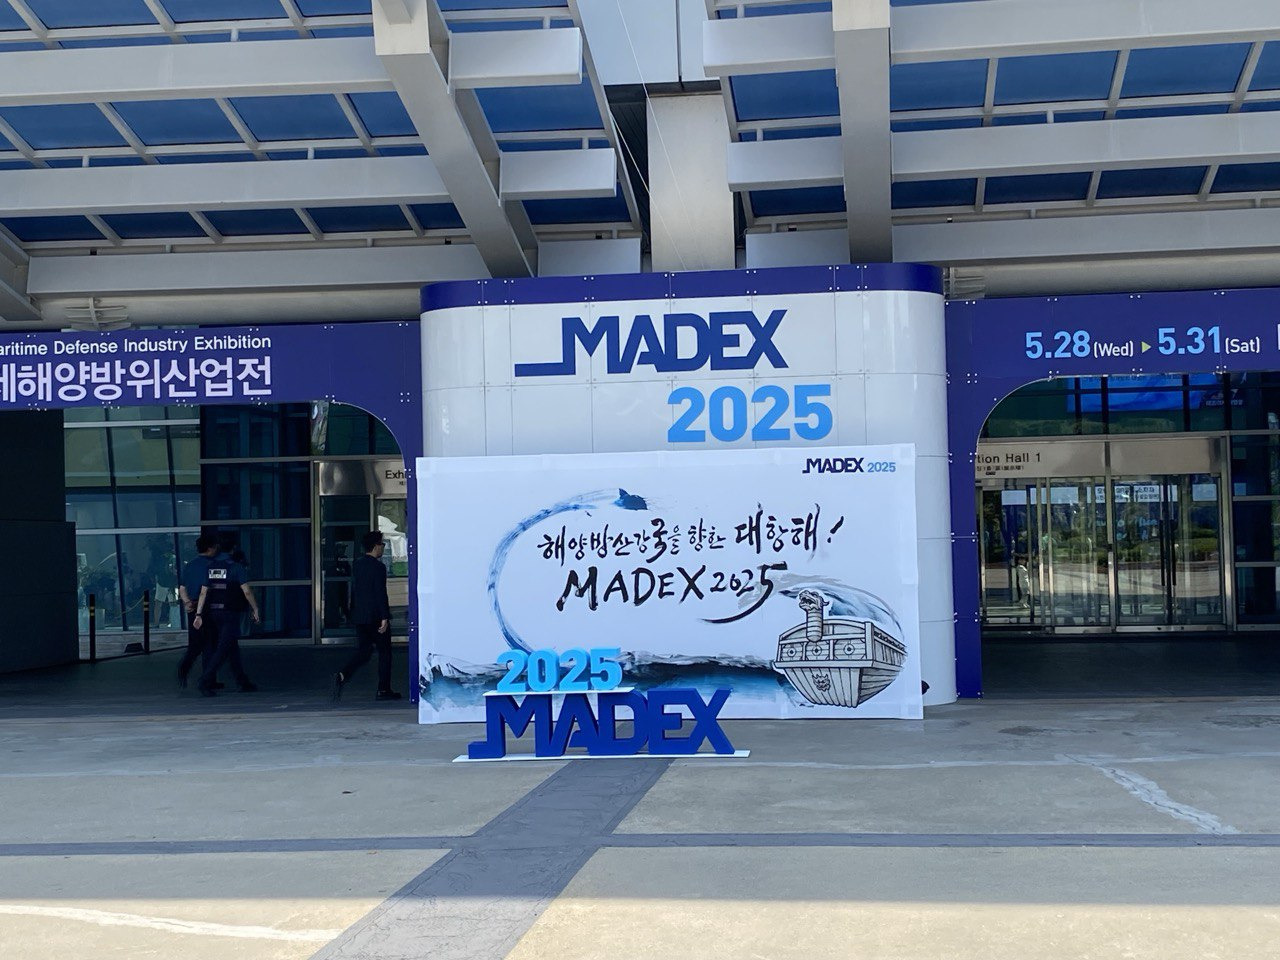 MADEX
2025
aritime Defense Industry Exhibition
제해양방위산업전
5.28(Wed) ▶ 5.31(Sat)
MADEX 2025
해양방산강국을 향한 대항해!
MADEX 2025
2025
MADEX
Exhi
tion Hall 1